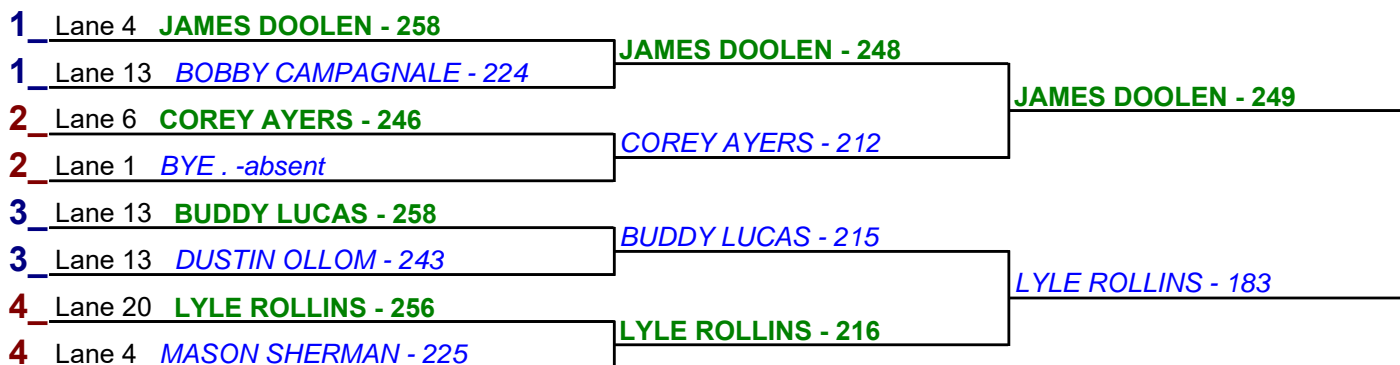 1_ Lane 4 JAMES DOOLEN - 258
JAMES DOOLEN - 248
1_ Lane 13 BOBBY CAMPAGNALE - 224
JAMES DOOLEN - 249
2_ Lane 6 COREY AYERS - 246
COREY AYERS - 212
2_ Lane 1 BYE . -absent
3_ Lane 13 BUDDY LUCAS - 258
BUDDY LUCAS - 215
3_ Lane 13 DUSTIN OLLOM - 243
LYLE ROLLINS - 183
4_ Lane 20 LYLE ROLLINS - 256
LYLE ROLLINS - 216
4 Lane 4 MASON SHERMAN - 225